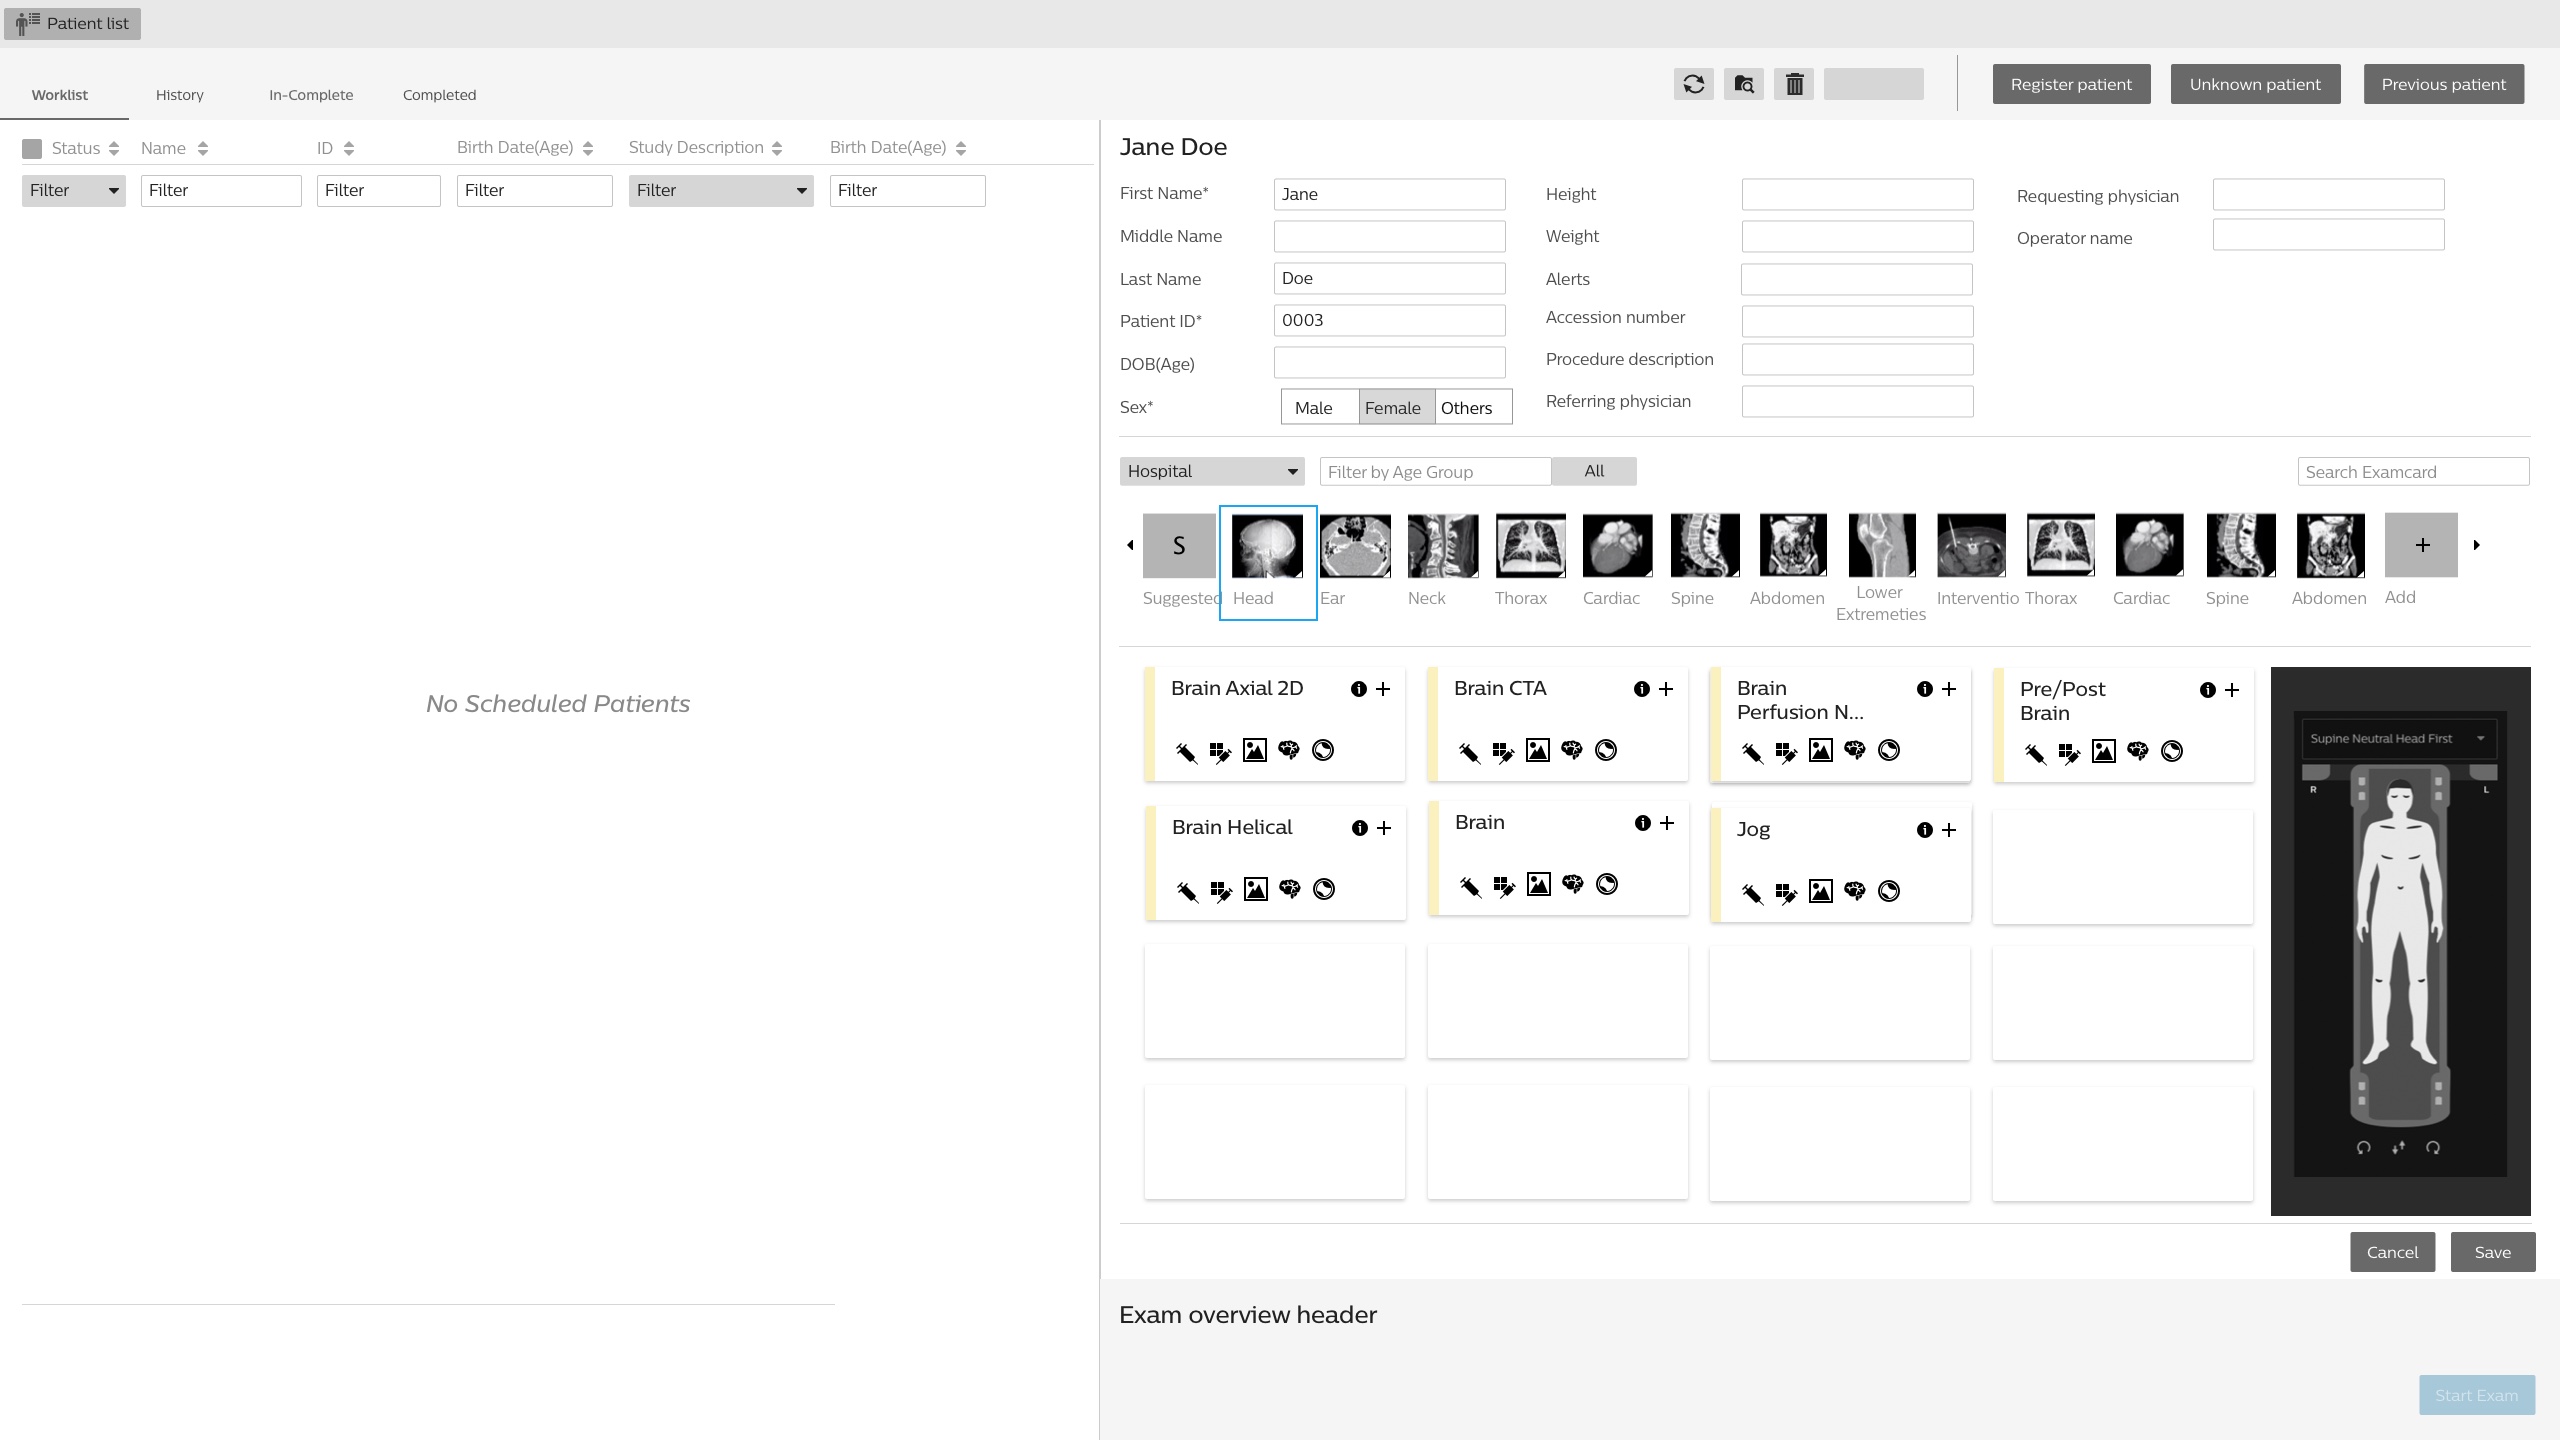 Patient list
Worklist
History
In-Complete
Completed
Register patient
Unknown patient
Previous patient
Status
Name
ID
Birth Date(Age)
Study Description
Birth Date(Age)
Filter
Filter
Filter
Filter
Filter
Filter
No Scheduled Patients
Jane Doe
First Name*
Jane
Middle Name
Last Name
Doe
Patient ID*
0003
DOB(Age)
Sex*
Male
Female
Others
Height
Weight
Alerts
Accession number
Procedure description
Referring physician
Requesting physician
Operator name
Hospital
Filter by Age Group
All
Search Examcard
S
+
Suggested
Head
Ear
Neck
Thorax
Cardiac
Spine
Abdomen
Lower
Extremeties
Interventio
Thorax
Cardiac
Spine
Abdomen
Add
Brain Axial 2D
Brain CTA
Brain
Perfusion N...
Pre/Post
Brain
Brain Helical
Brain
Jog
Supine Neutral Head First
R
L
Cancel
Save
Exam overview header
Start Exam